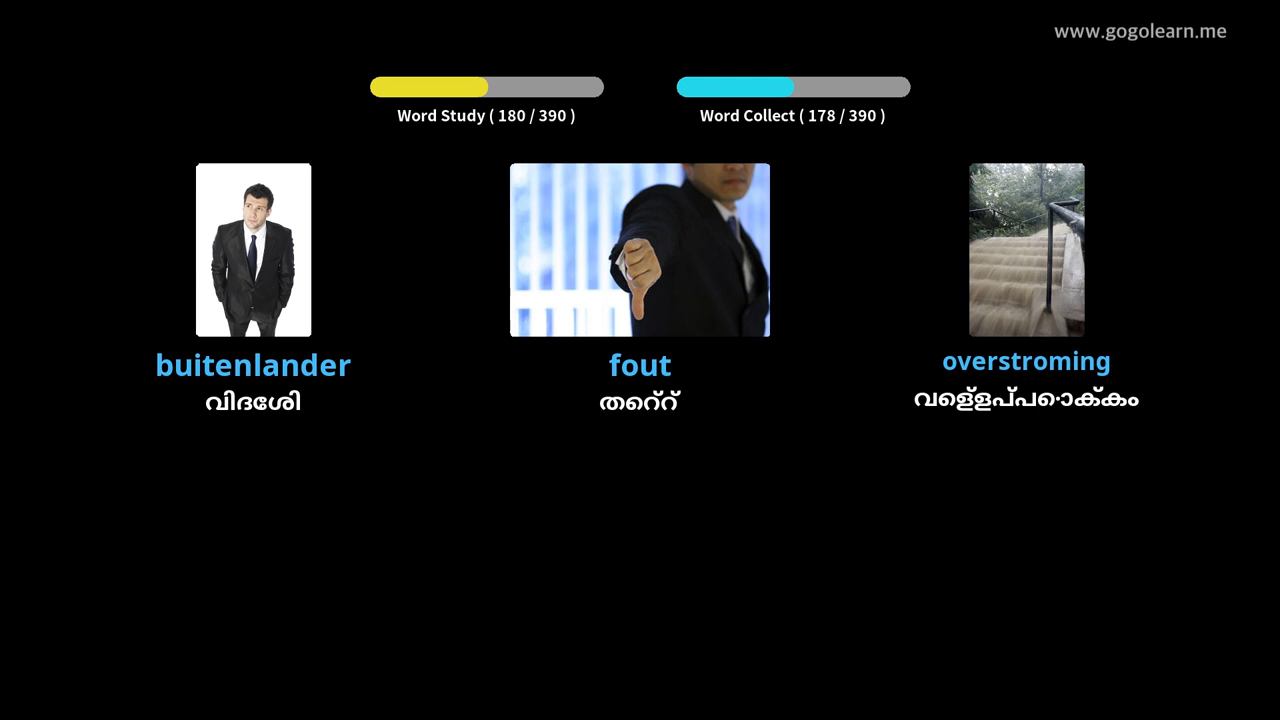 www.gogolearn.me
Word Study ( 180 / 390 )
Word Collect ( 178 / 390 )
buitenlander
fout
overstroming
വിദേശി
തെറ്റ്
വെള്ളപ്പൊക്കം